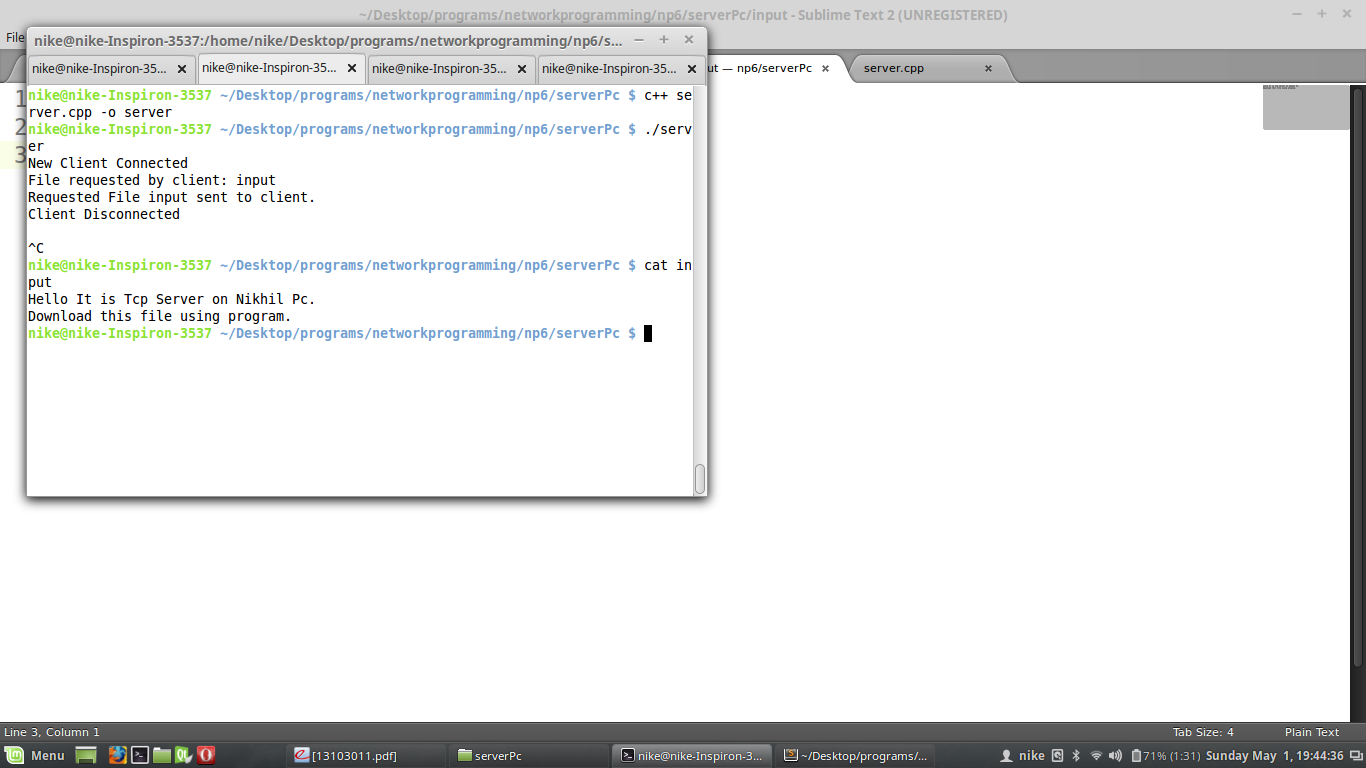 ~/Desktop/programs/networkprogramming/np6/serverPc/input - Sublime Text 2 (UNREGISTERED)
File
nike@nike-Inspiron-3537:/home/nike/Desktop/programs/networkprogramming/np6/s...
nike@nike-Inspiron-35... nike@nike-Inspiron-35... nike@nike-Inspiron-35... nike@nike-Inspiron-35... ut — np6/serverPc server.cpp
1
2
3
nike@nike-Inspiron-3537 ~/Desktop/programs/networkprogramming/np6/serverPc $ c++ se
rver.cpp -o server
nike@nike-Inspiron-3537 ~/Desktop/programs/networkprogramming/np6/serverPc $ ./serv
er
New Client Connected
File requested by client: input
Requested File input sent to client.
Client Disconnected
^C
nike@nike-Inspiron-3537 ~/Desktop/programs/networkprogramming/np6/serverPc $ cat in
put
Hello It is Tcp Server on Nikhil Pc.
Download this file using program.
nike@nike-Inspiron-3537 ~/Desktop/programs/networkprogramming/np6/serverPc $
Line 3, Column 1 Tab Size: 4 Plain Text
Menu [13103011.pdf] serverPc nike@nike-Inspiron-3... ~/Desktop/programs/... nike 71% (1:31) Sunday May 1, 19:44:36